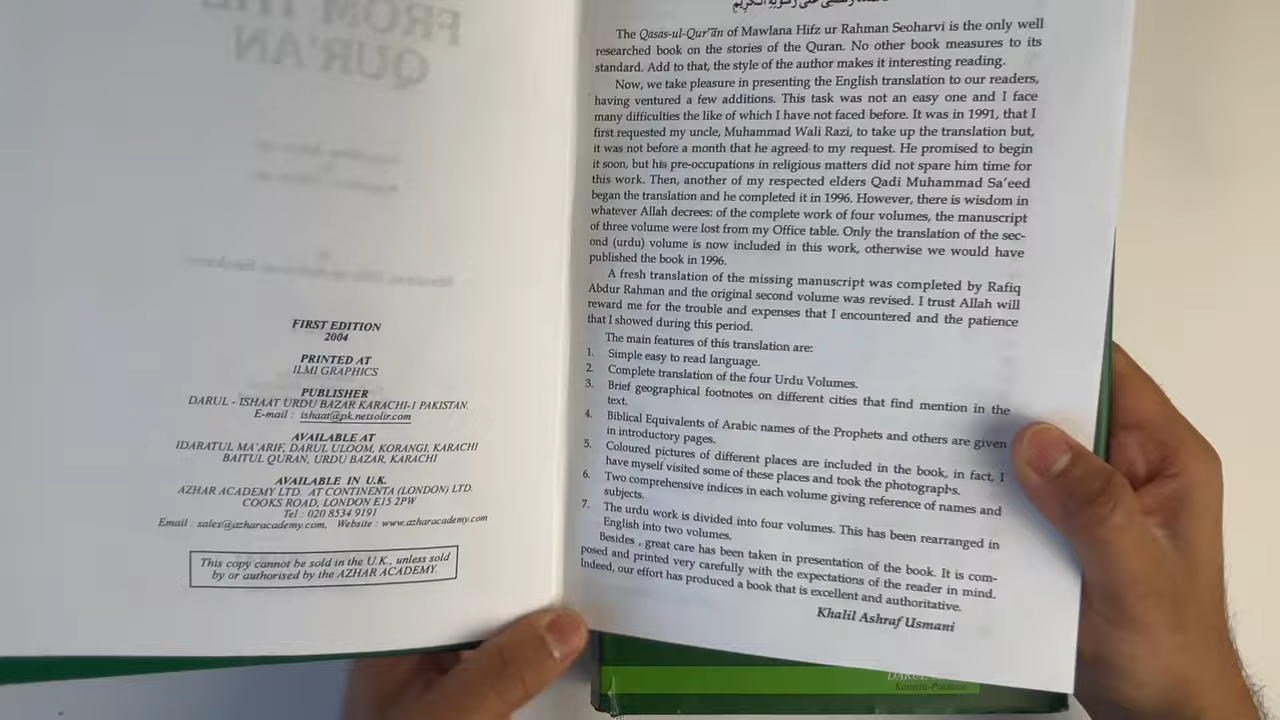 FIRST EDITION
2004
PRINTED AT
ILMI GRAPHICS
PUBLISHER
DARUL - ISHAAT URDU BAZAR KARACHI-1 PAKISTAN.
E-mail : ishaat@pk.netsolir.com
AVAILABLE AT
IDARATUL MA'ARIF, DARUL ULOOM, KORANGI, KARACHI
BAITUL QURAN, URDU BAZAR, KARACHI
AVAILABLE IN U.K.
AZHAR ACADEMY LTD. AT CONTINENTA (LONDON) LTD.
COOKS ROAD, LONDON E15 2PW
Tel : 020 8534 9191
Email : sales@azharacademy.com, Website : www.azharacademy.com
This copy cannot be sold in the U.K., unless sold
by or authorised by the AZHAR ACADEMY.
The Qasas-ul-Qur'ān of Mawlana Hifz ur Rahman Seoharvi is the only well
researched book on the stories of the Quran. No other book measures to its
standard. Add to that, the style of the author makes it interesting reading.
Now, we take pleasure in presenting the English translation to our readers,
having ventured a few additions. This task was not an easy one and I face
many difficulties the like of which I have not faced before. It was in 1991, that I
first requested my uncle, Muhammad Wali Razi, to take up the translation but,
it was not before a month that he agreed to my request. He promised to begin
it soon, but his pre-occupations in religious matters did not spare him time for
this work. Then, another of my respected elders Qadi Muhammad Sa'eed
began the translation and he completed it in 1996. However, there is wisdom in
whatever Allah decrees: of the complete work of four volumes, the manuscript
of three volume were lost from my Office table. Only the translation of the sec-
ond (urdu) volume is now included in this work, otherwise we would have
published the book in 1996.
A fresh translation of the missing manuscript was completed by Rafiq
Abdur Rahman and the original second volume was revised. I trust Allah will
reward me for the trouble and expenses that I encountered and the patience
that I showed during this period.
The main features of this translation are:
1. Simple easy to read language.
2. Complete translation of the four Urdu Volumes.
3. Brief geographical footnotes on different cities that find mention in the
text.
4. Biblical Equivalents of Arabic names of the Prophets and others are given
in introductory pages.
5. Coloured pictures of different places are included in the book, in fact, I
have myself visited some of these places and took the photographs.
6. Two comprehensive indices in each volume giving reference of names and
subjects.
7. The urdu work is divided into four volumes. This has been rearranged in
English into two volumes.
Besides , great care has been taken in presentation of the book. It is com-
posed and printed very carefully with the expectations of the reader in mind.
Indeed, our effort has produced a book that is excellent and authoritative.
Khalil Ashraf Usmani
Karachi-Pakistan